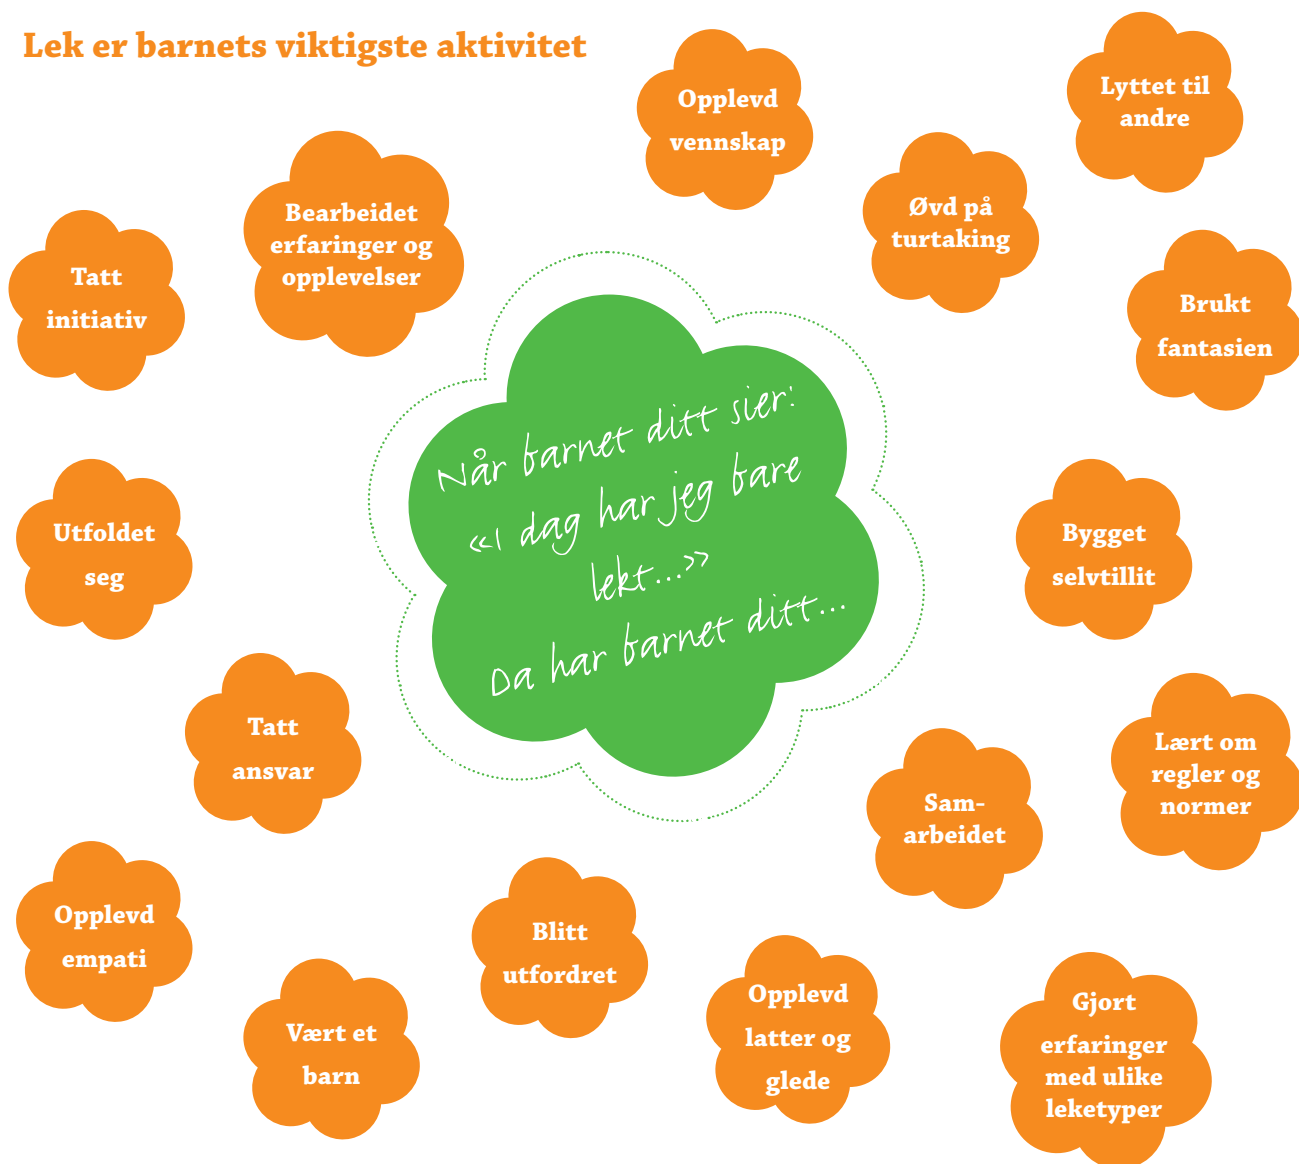 Lek er barnets viktigste aktivitet
Opplevd
vennskap
Lyttet til
andre
Bearbeidet
erfaringer og
opplevelser
Øvd på
turtaking
Tatt
initiativ
Brukt
fantasien
Når barnet ditt sier:
«I dag har jeg bare
lekt...»
Da har barnet ditt...
Utfoldet
seg
Bygget
selvtillit
Tatt
ansvar
Lært om
regler og
normer
Sam-
arbeidet
Opplevd
empati
Blitt
utfordret
Vært et
barn
Opplevd
latter og
glede
Gjort
erfaringer
med ulike
leketyper